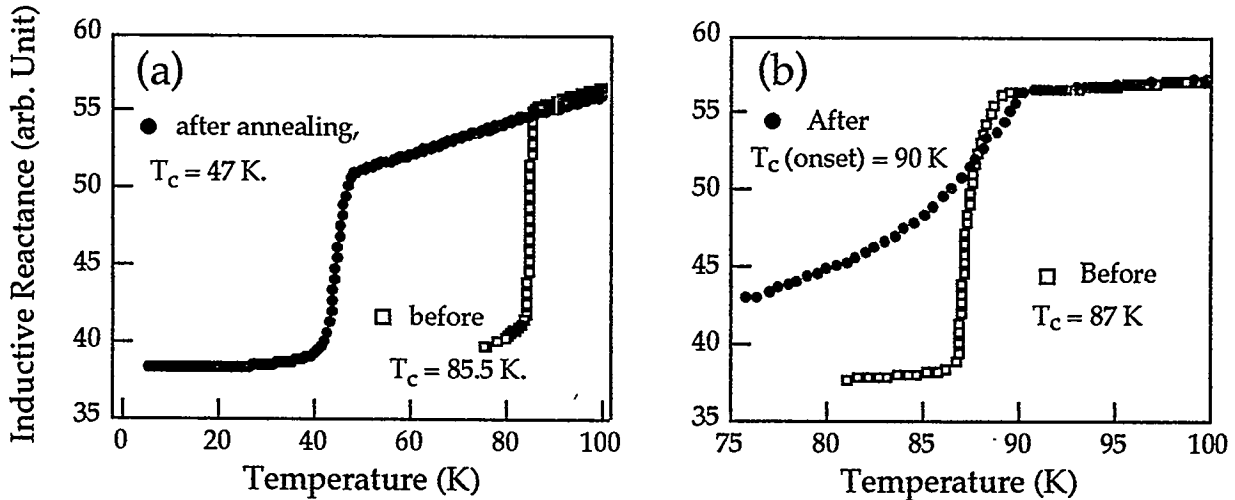 Inductive Reactance (arb. Unit)
60
55
50
45
40
35
(a)
after annealing,
T_c = 47 K.
before
T_c = 85.5 K.
0 20 40 60 80 100
Temperature (K)
60
55
50
45
40
35
(b)
After
T_c (onset) = 90 K
Before
T_c = 87 K
75 80 85 90 95 100
Temperature (K)